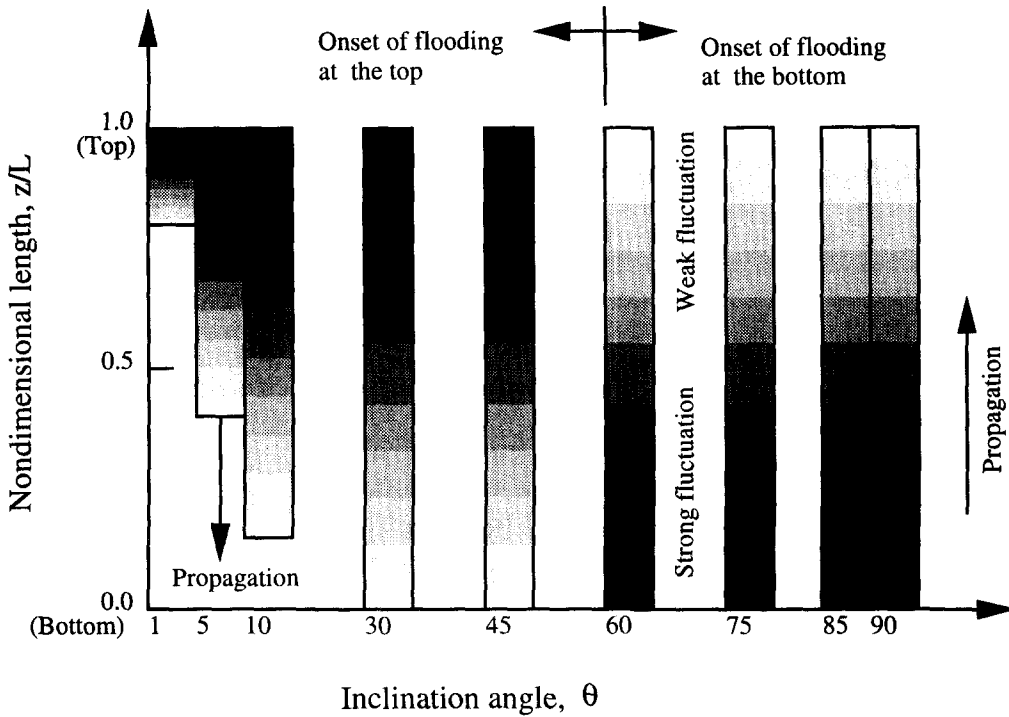 Onset of flooding
at the top
Onset of flooding
at the bottom
Nondimensional length, z/L
1.0
(Top)
0.5
0.0
(Bottom)
Propagation
Weak fluctuation
Strong fluctuation
Propagation
1 5 10 30 45 60 75 85 90
Inclination angle, θ